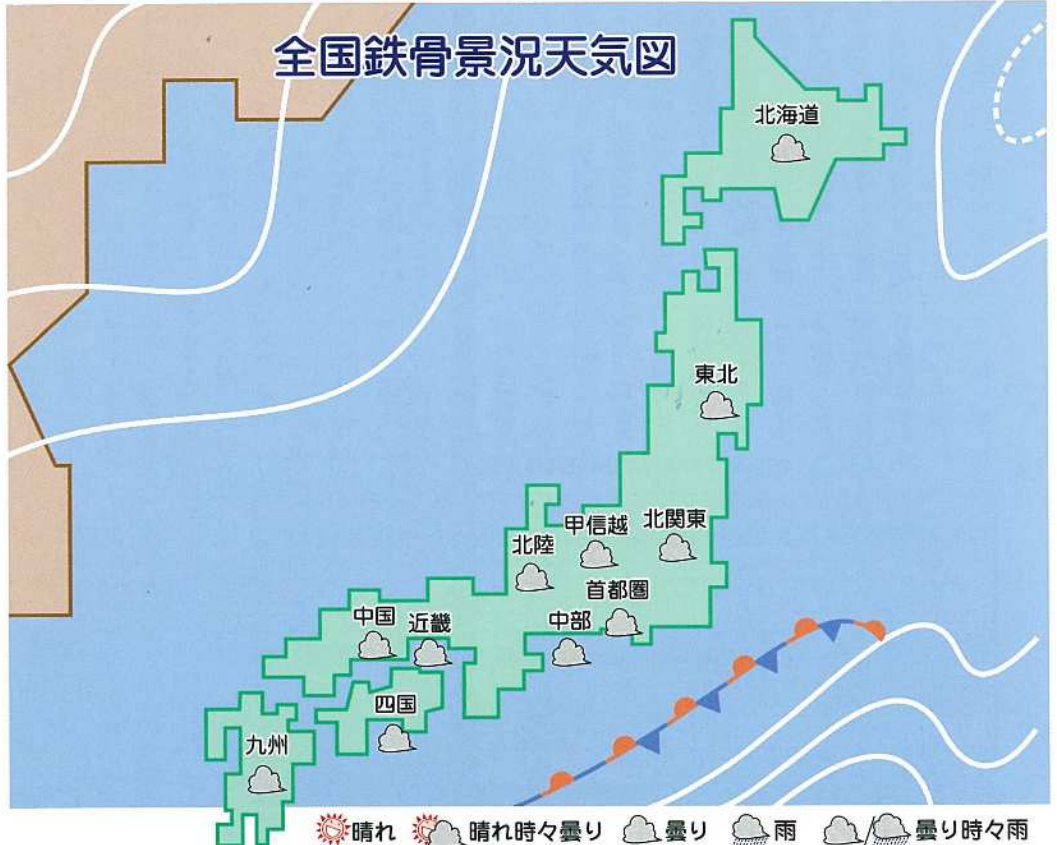 全国鉄骨景況天気図
北海道
東北
北関東
甲信越
北陸
首都圏
中部
近畿
中国
四国
九州
晴れ 晴れ時々曇り 曇り 雨 / 曇り時々雨